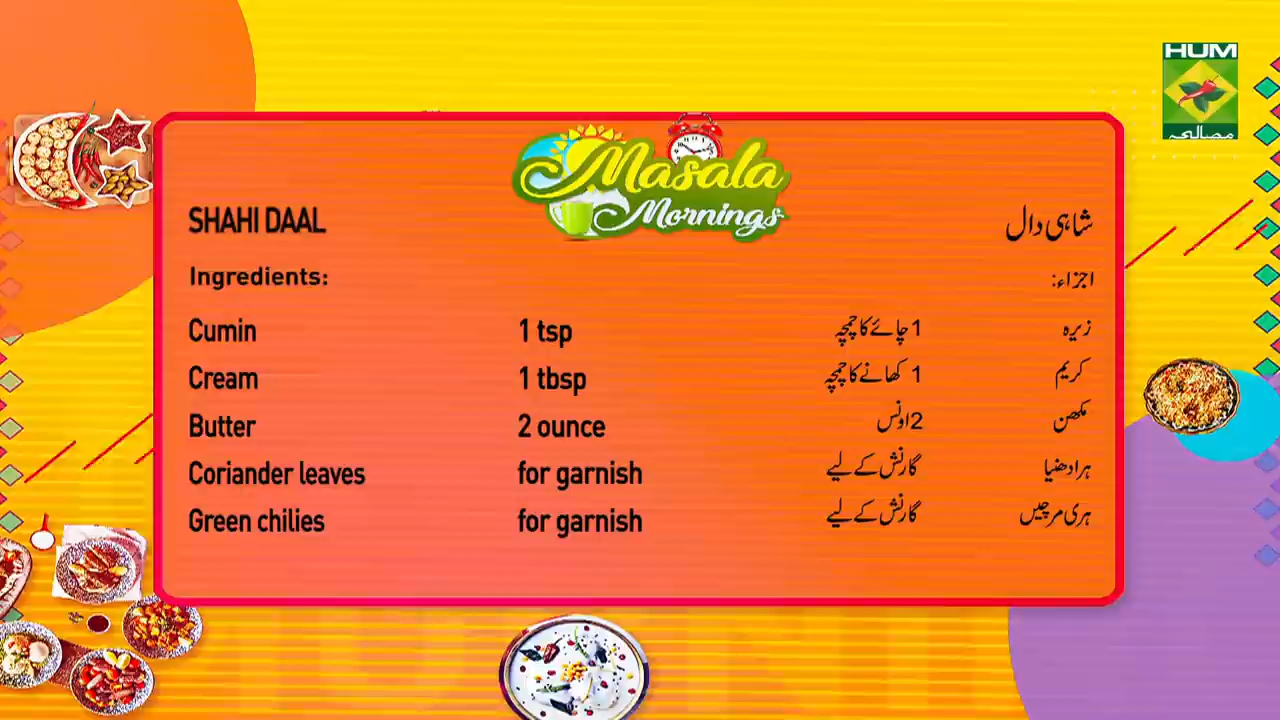 HUM
مصالحہ
Masala
Mornings
SHAHI DAAL شاہی دال
Ingredients: اجزاء:
Cumin 1 tsp 1 چائے کا چمچہ زیرہ
Cream 1 tbsp 1 کھانے کا چمچہ کریم
Butter 2 ounce 2 اونس مکھن
Coriander leaves for garnish گارنش کے لیے ہرا دھنیا
Green chilies for garnish گارنش کے لیے ہری مرچیں